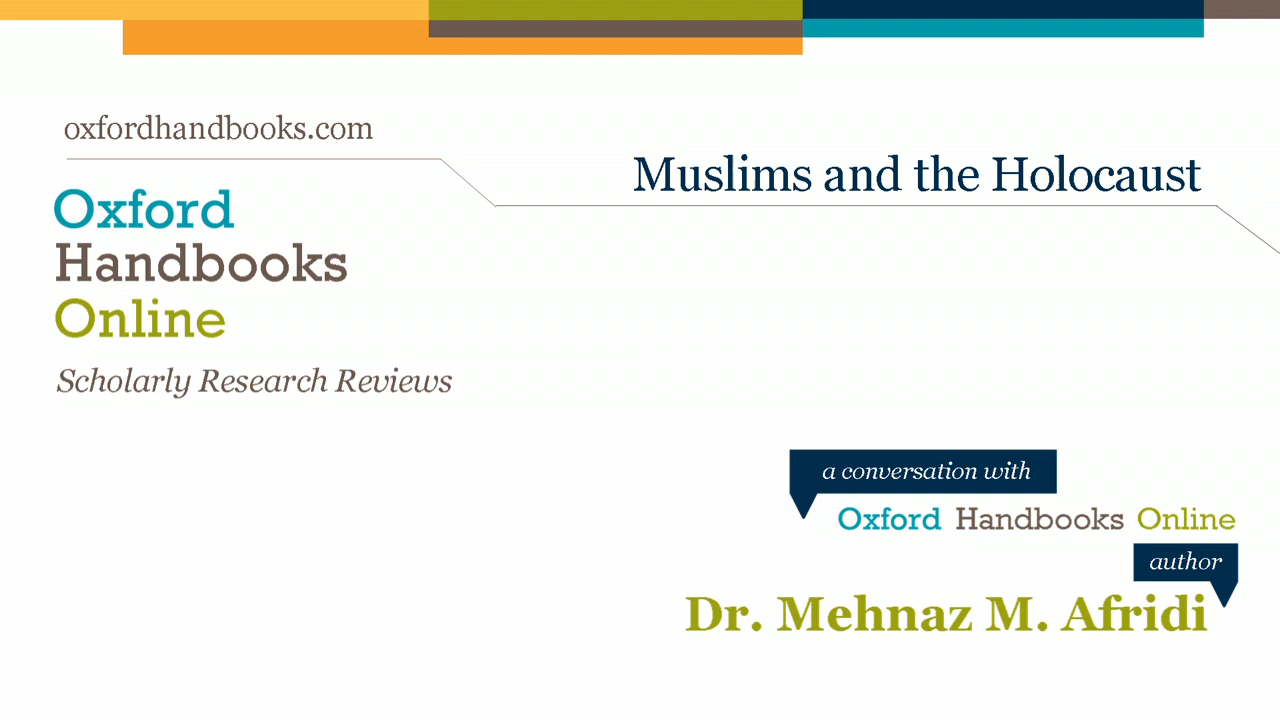 oxfordhandbooks.com
Muslims and the Holocaust
Oxford
Handbooks
Online
Scholarly Research Reviews
a conversation with
Oxford Handbooks Online
author
Dr. Mehnaz M. Afridi